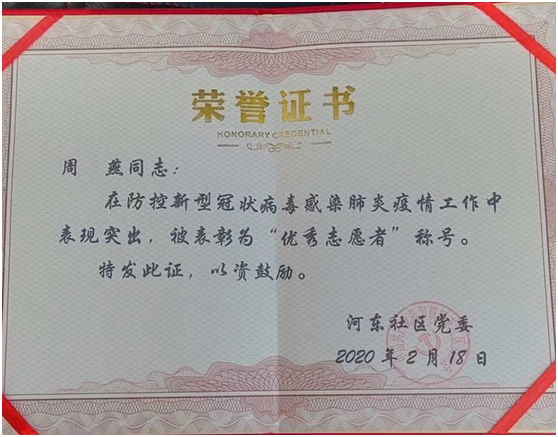 荣誉证书
HONORARY CREDENTIAL
周 燕同志：
在防控新型冠状病毒感染肺炎疫情工作中
表现突出，被表彰为“优秀志愿者”称号。
特发此证，以资鼓励。
河东社区党委
2020年2月18日